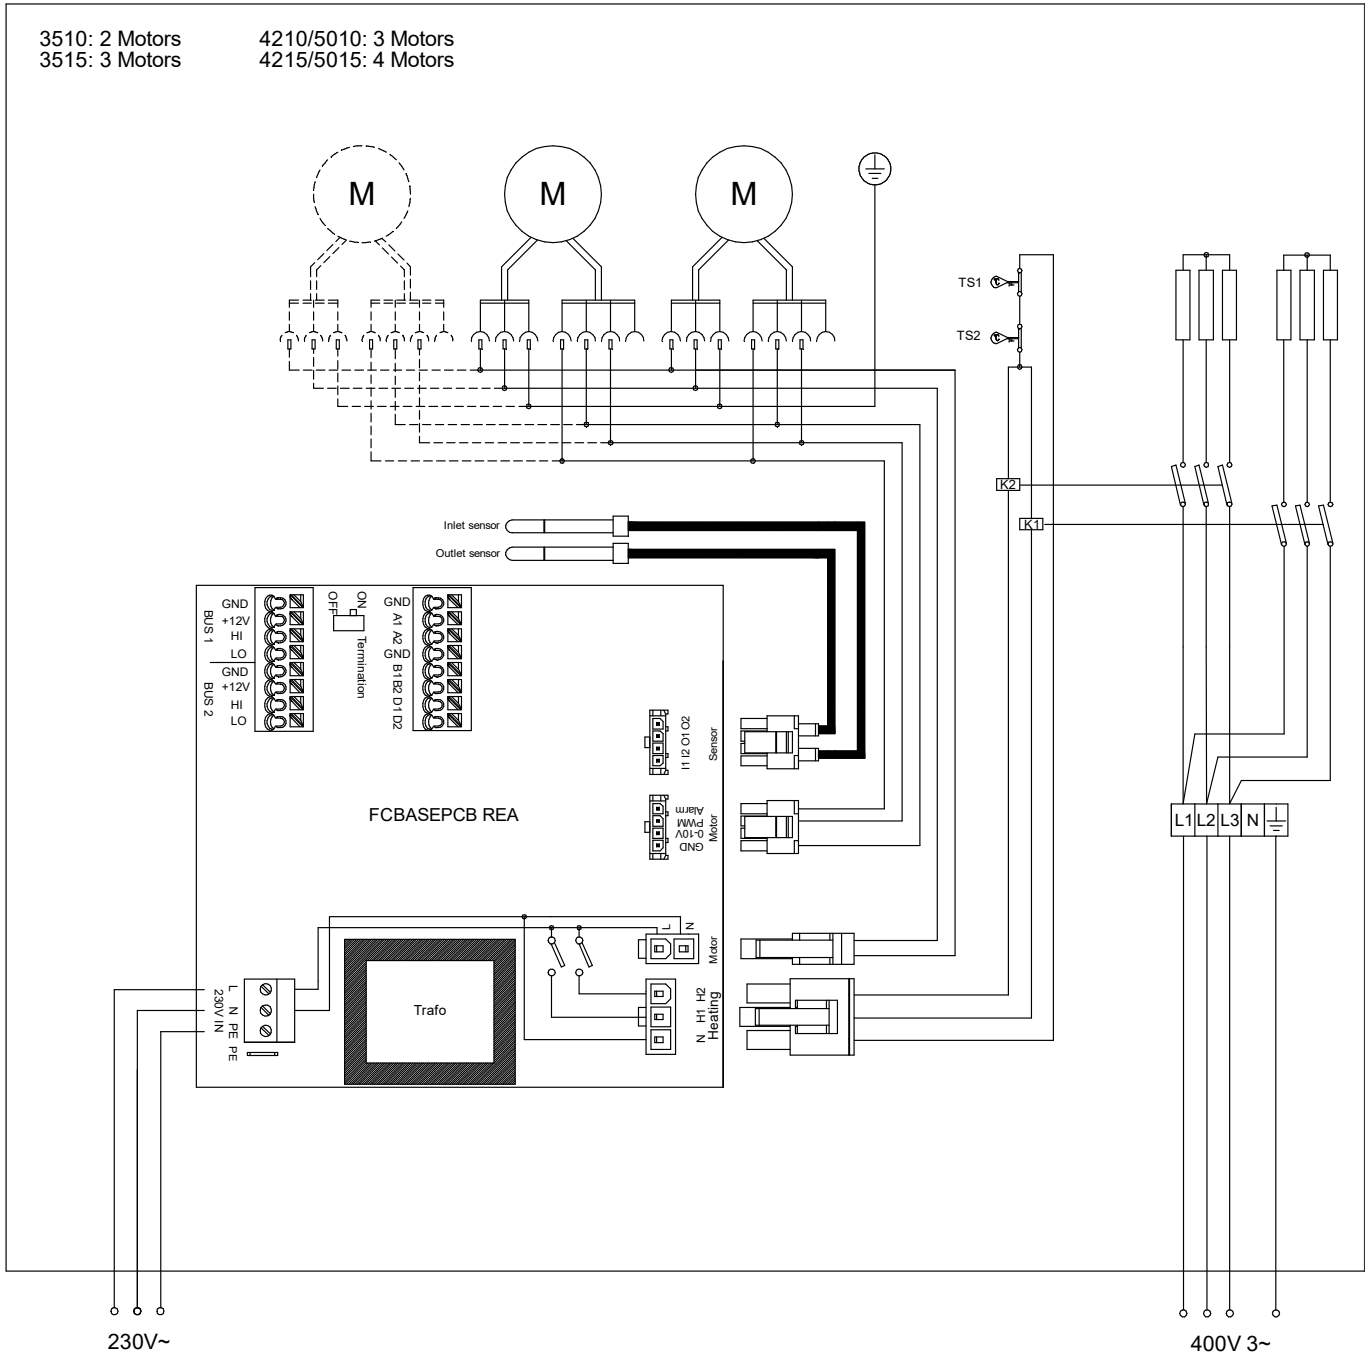 3510: 2 Motors
4210/5010: 3 Motors
3515: 3 Motors
4215/5015: 4 Motors
M
M
M
TS1
TS2
K2
K1
Inlet sensor
Outlet sensor
BUS 1
GND
+12V
HI
LO
BUS 2
GND
+12V
HI
LO
ON
OFF
Termination
GND
A1
A2
GND
B1
B2
D1
D2
I1 I2 O1 O2
Sensor
FCBASEPCB REA
Alarm
PWM
0-10V
GND
Motor
L
N
Motor
N H1 H2
Heating
L N PE PE
230V IN
Trafo
L1 L2 L3 N
230V~
400V 3~